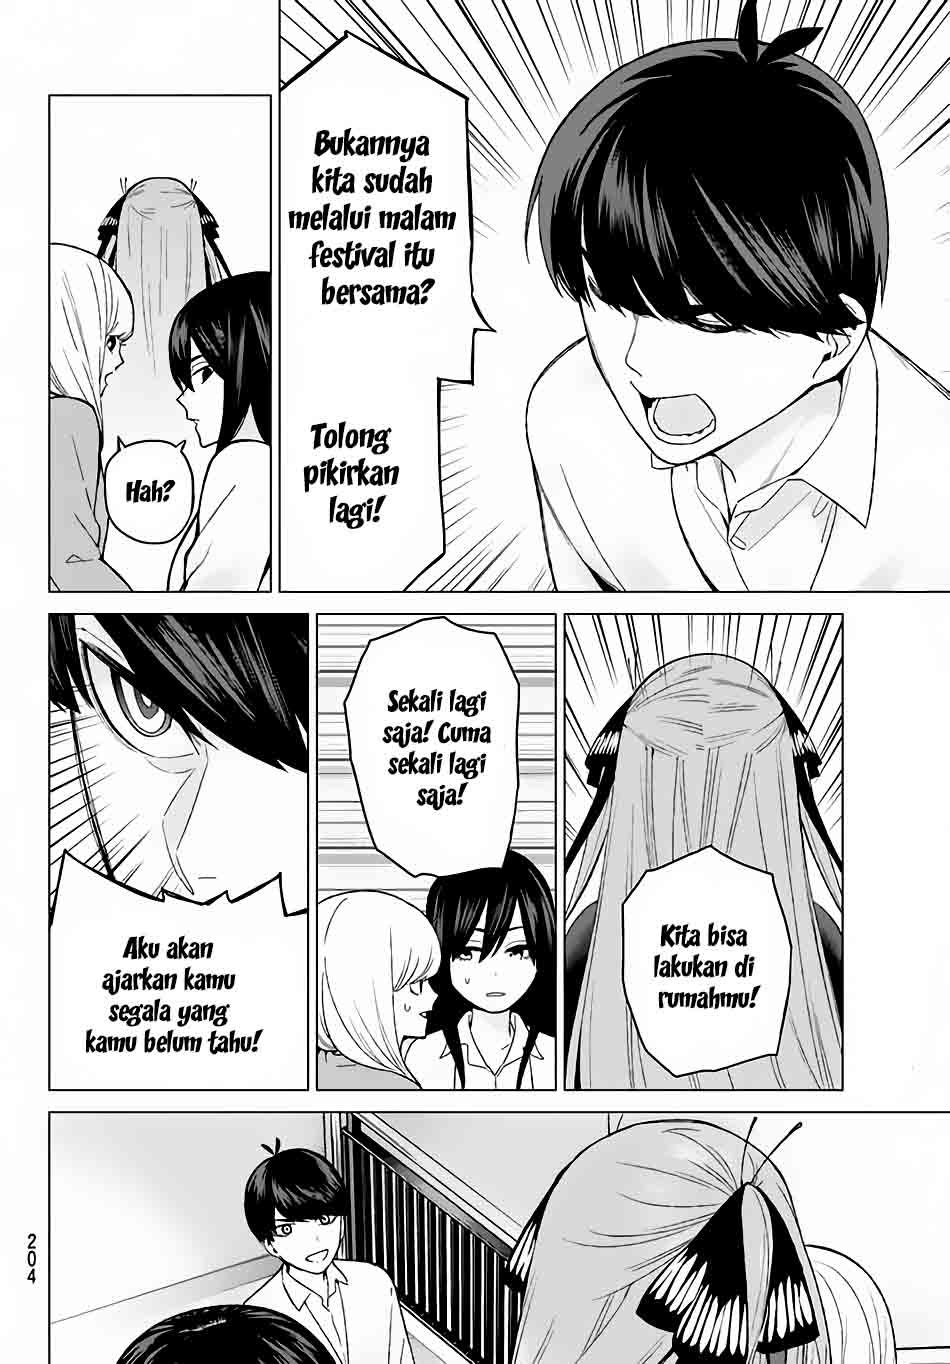 Bukannya
kita sudah
melalui malam
festival itu
bersama?
Tolong
pikirkan
lagi!
Hah?
Kita bisa
lakukan di
rumahmu!
Sekali lagi
saja! Cuma
sekali lagi
saja!
Aku akan
ajarkan kamu
segala yang
kamu belum tahu!
204